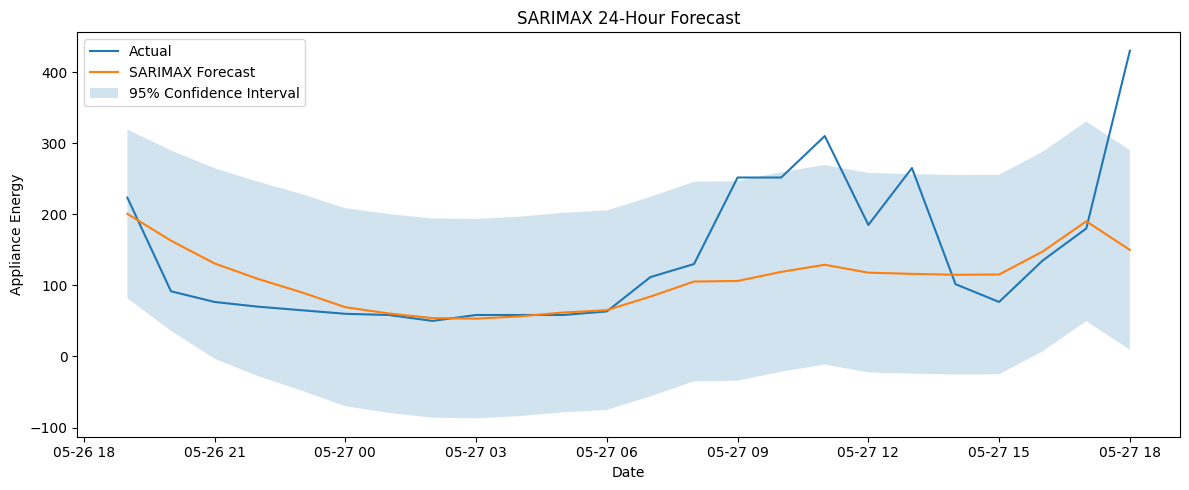 SARIMAX 24-Hour Forecast
Actual
SARIMAX Forecast
95% Confidence Interval
Appliance Energy
400
300
200
100
0
−100
05-26 18
05-26 21
05-27 00
05-27 03
05-27 06
05-27 09
05-27 12
05-27 15
05-27 18
Date